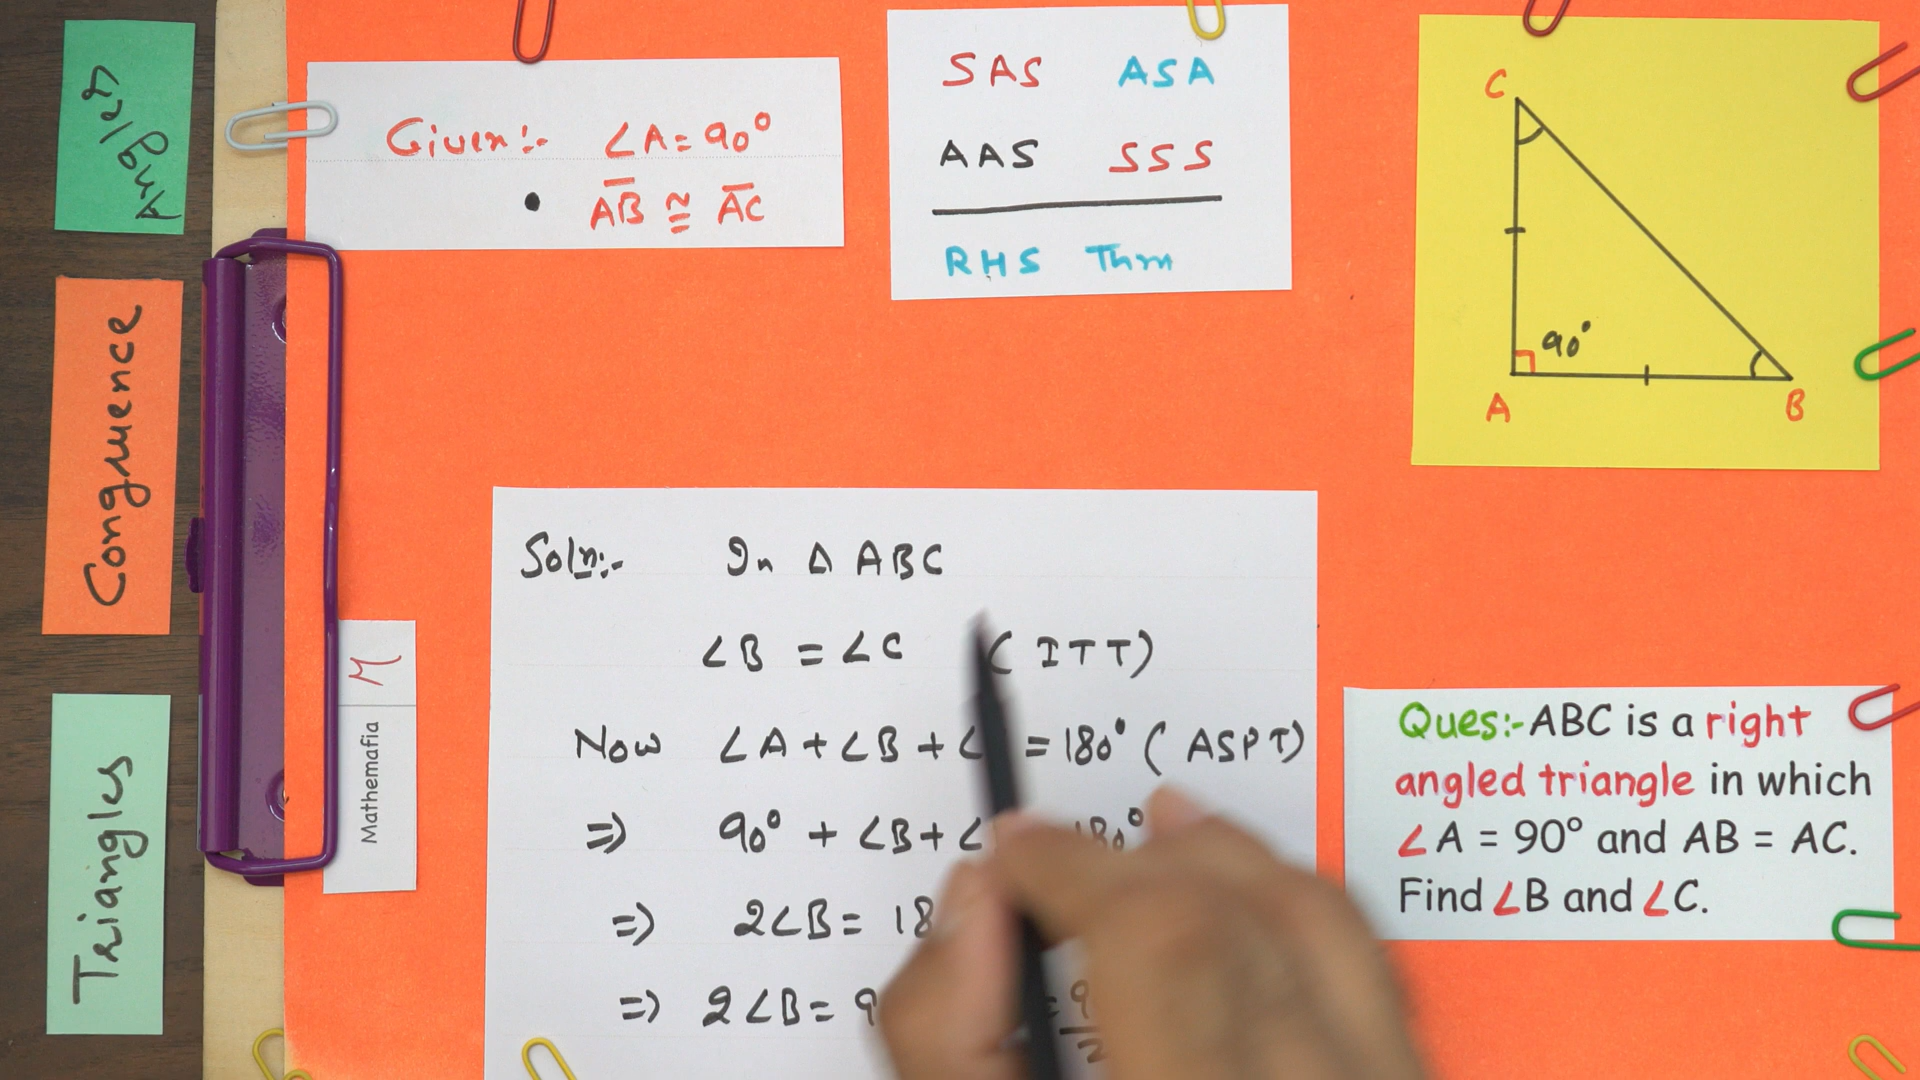 Angles
Congruence
Triangles
Given:- ∠A = 90°
• AB ≅ AC
SAS ASA
AAS SSS
RHS Thm
C
90°
A B
Soln:- In Δ ABC
∠B = ∠C (ITT)
Now ∠A + ∠B + ∠ = 180° (ASPT)
=> 90° + ∠B + ∠ 180°
=> 2∠B = 18
=> 2∠B = 9
M
Mathemafia
Ques:- ABC is a right
angled triangle in which
∠A = 90° and AB = AC.
Find ∠B and ∠C.